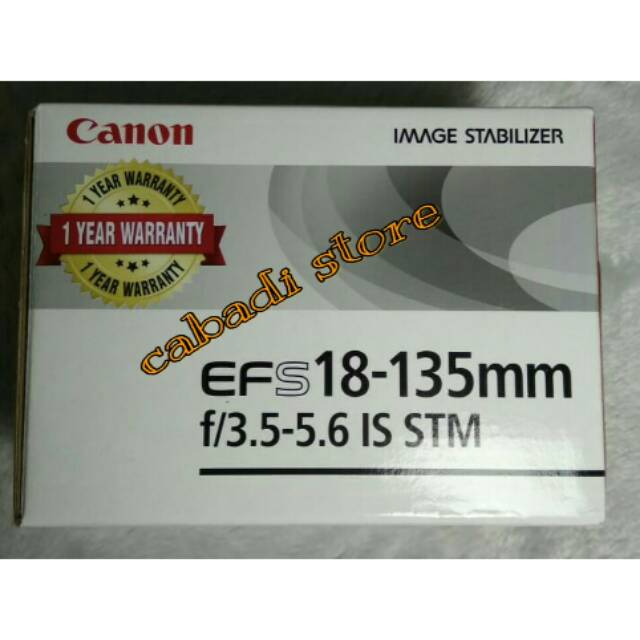 Canon
IMAGE STABILIZER
1 YEAR WARRANTY
1 YEAR WARRANTY
1 YEAR WARRANTY
cabadi store
EFS 18-135mm
f/3.5-5.6 IS STM